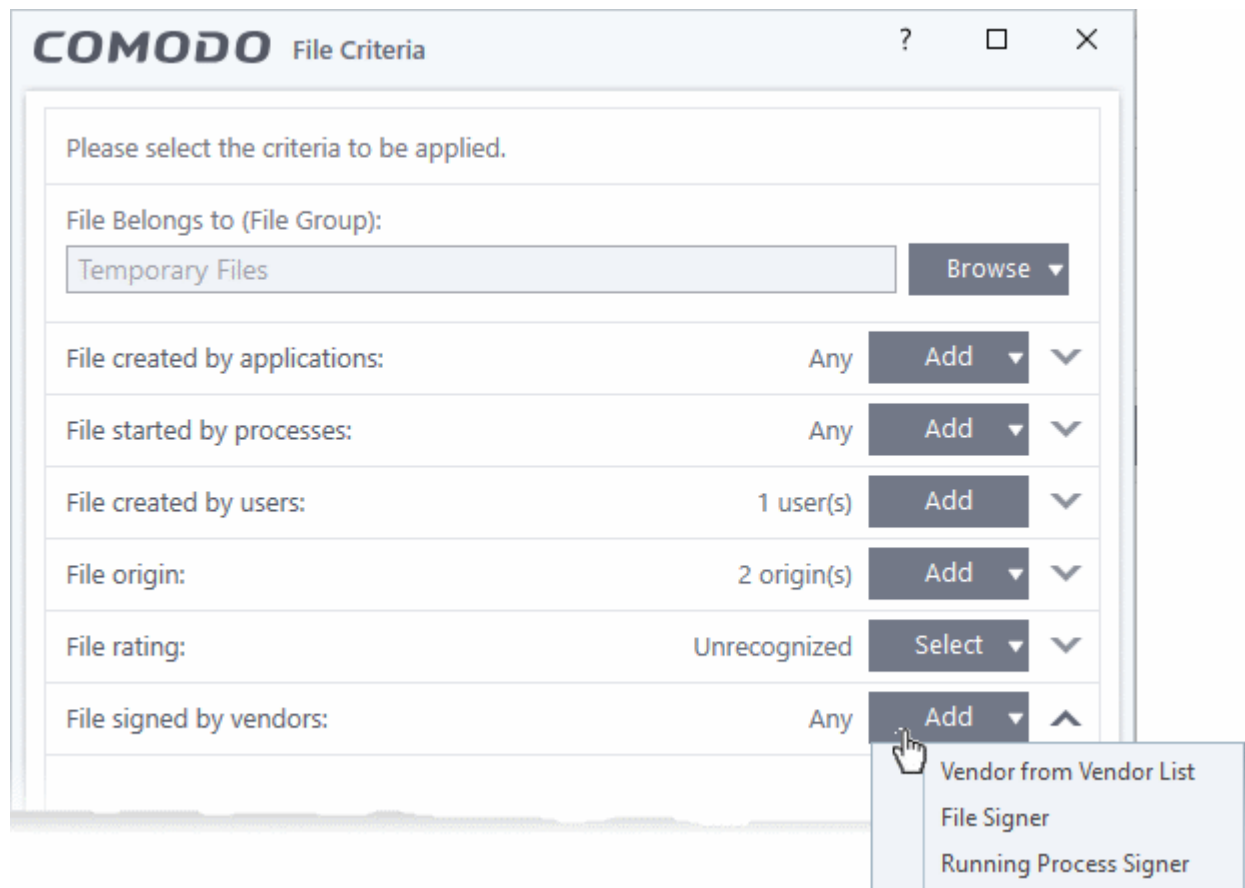 COMODO File Criteria ?
Please select the criteria to be applied.
File Belongs to (File Group):
Temporary Files Browse
File created by applications: Any Add
File started by processes: Any Add
File created by users: 1 user(s) Add
File origin: 2 origin(s) Add
File rating: Unrecognized Select
File signed by vendors: Any Add
Vendor from Vendor List
File Signer
Running Process Signer